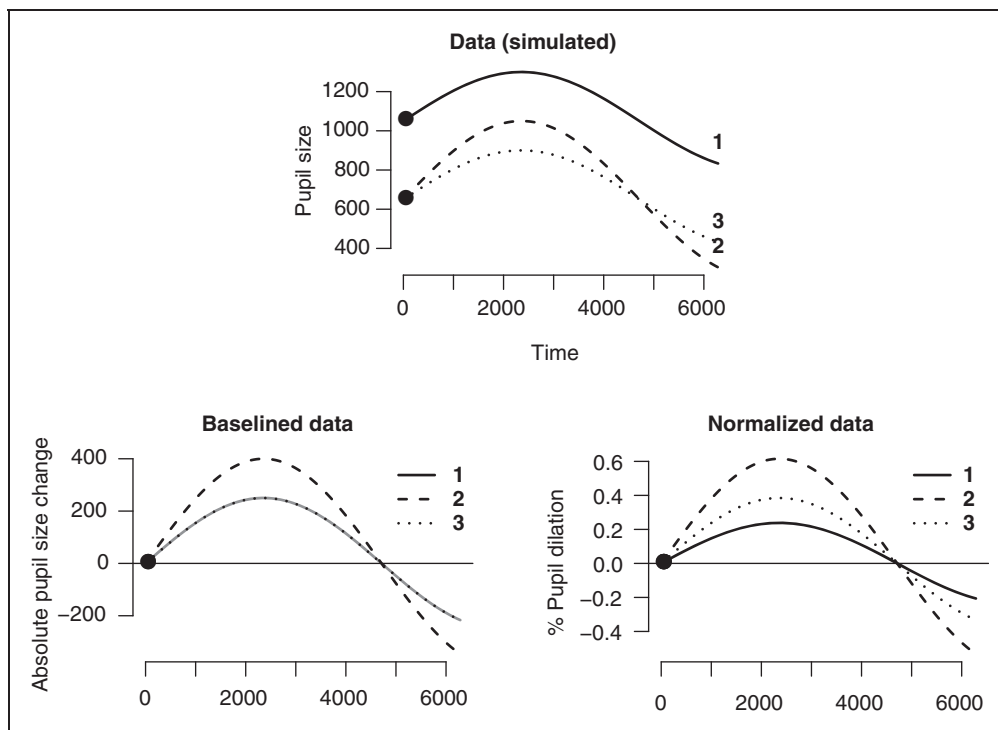 Data (simulated)
Pupil size
1200
1000
800
600
400
1
3
2
0 2000 4000 6000
Time
Baselined data
Absolute pupil size change
400
200
0
−200
1
2
3
0 2000 4000 6000
Normalized data
% Pupil dilation
0.6
0.4
0.2
0.0
−0.2
−0.4
1
2
3
0 2000 4000 6000